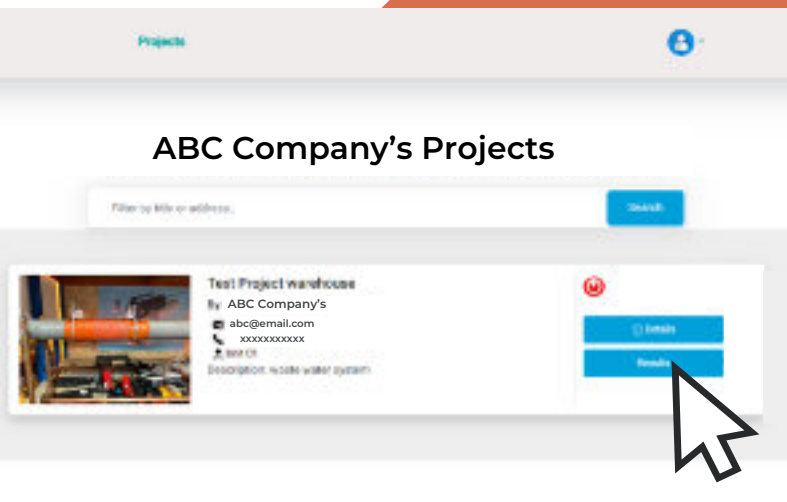 Projects
ABC Company's Projects
Filter by title or address..
Search
Test Project warehouse
By: ABC Company's
abc@email.com
xxxxxxxxxxx
Description: waste water system
Details
Results